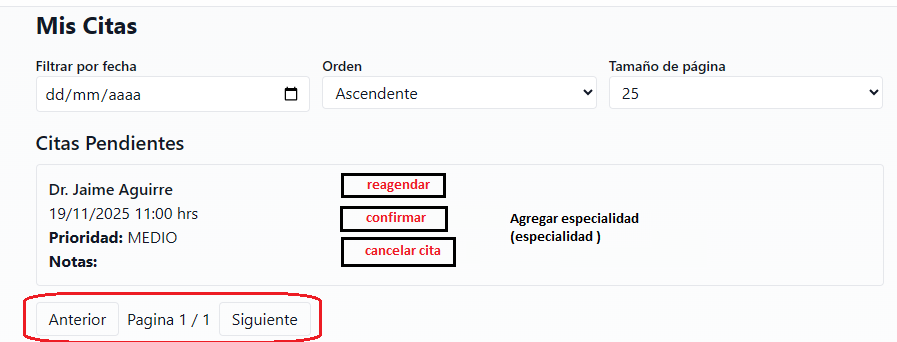 Mis Citas
Filtrar por fecha
Orden
Tamaño de página
dd/mm/aaaa
Ascendente
25
Citas Pendientes
Dr. Jaime Aguirre
19/11/2025 11:00 hrs
Prioridad: MEDIO
Notas:
reagendar
confirmar
cancelar cita
Agregar especialidad
(especialidad )
Anterior
Pagina 1 / 1
Siguiente